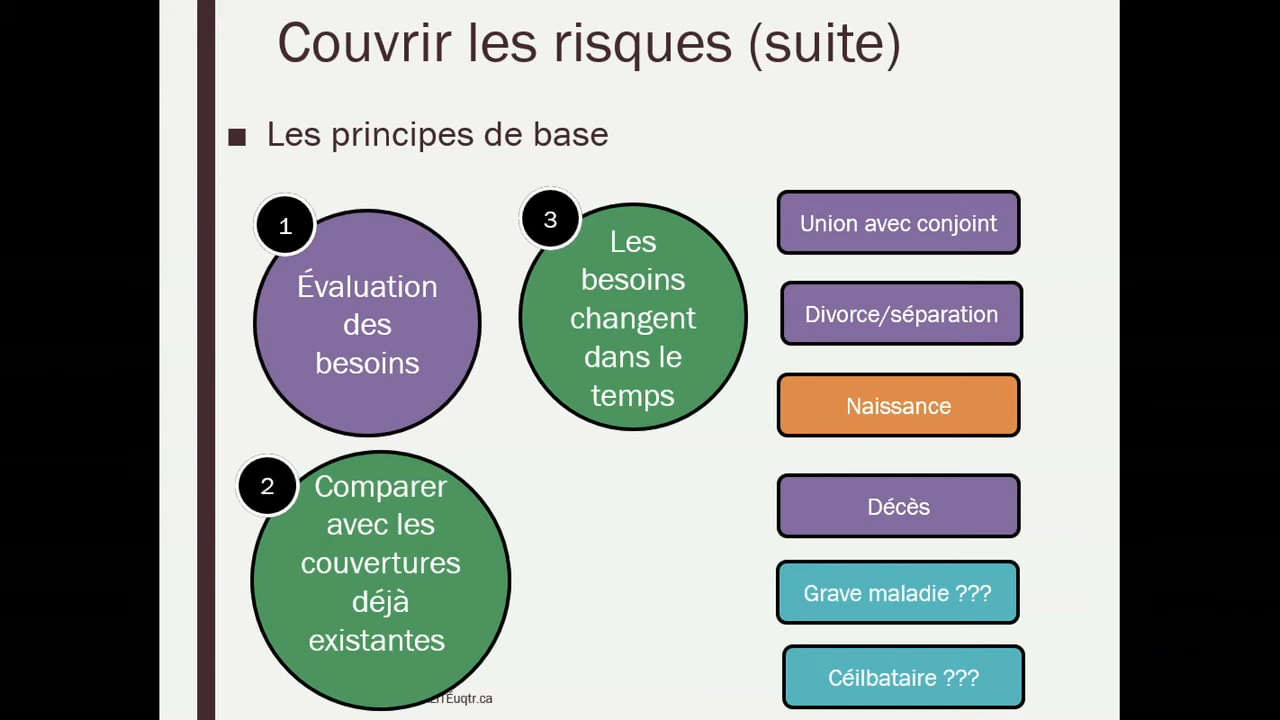 Couvrir les risques (suite)
Les principes de base
1
Évaluation
des
besoins
2
Comparer
avec les
couvertures
déjà
existantes
3
Les
besoins
changent
dans le
temps
Union avec conjoint
Divorce/séparation
Naissance
Décès
Grave maladie ???
Céilbataire ???